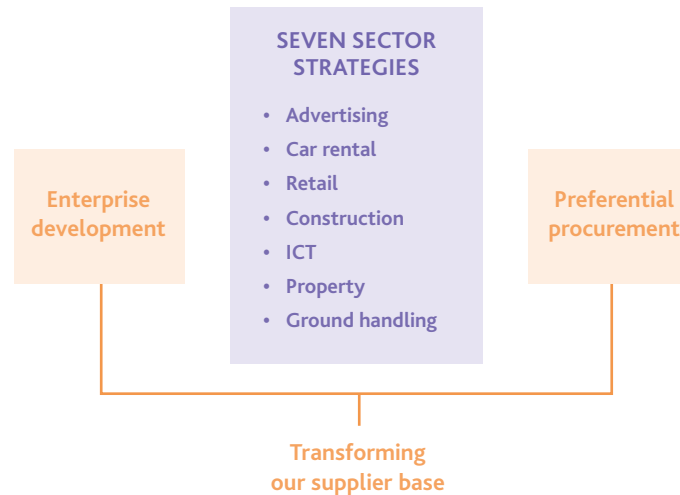 SEVEN SECTOR
STRATEGIES
• Advertising
• Car rental
• Retail
• Construction
• ICT
• Property
• Ground handling
Enterprise
development
Preferential
procurement
Transforming
our supplier base